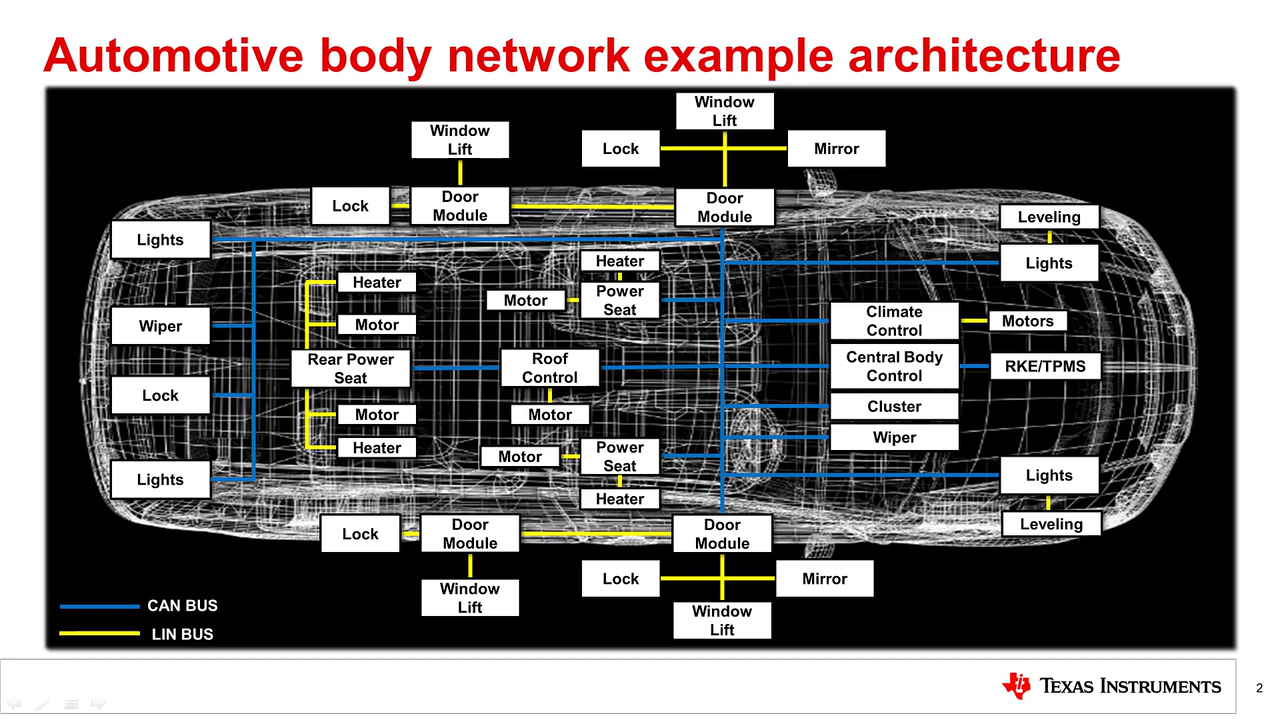 Automotive body network example architecture
Window
Lift
Window
Lift
Lock
Mirror
Lock
Door
Module
Door
Module
Leveling
Lights
Lights
Heater
Heater
Motor
Power
Seat
Climate
Control
Motors
Wiper
Motor
Rear Power
Seat
Roof
Control
Central Body
Control
RKE/TPMS
Lock
Motor
Motor
Cluster
Wiper
Heater
Motor
Power
Seat
Lights
Lights
Heater
Leveling
Lock
Door
Module
Door
Module
Lock
Mirror
Window
Lift
Window
Lift
CAN BUS
LIN BUS
TEXAS INSTRUMENTS
2